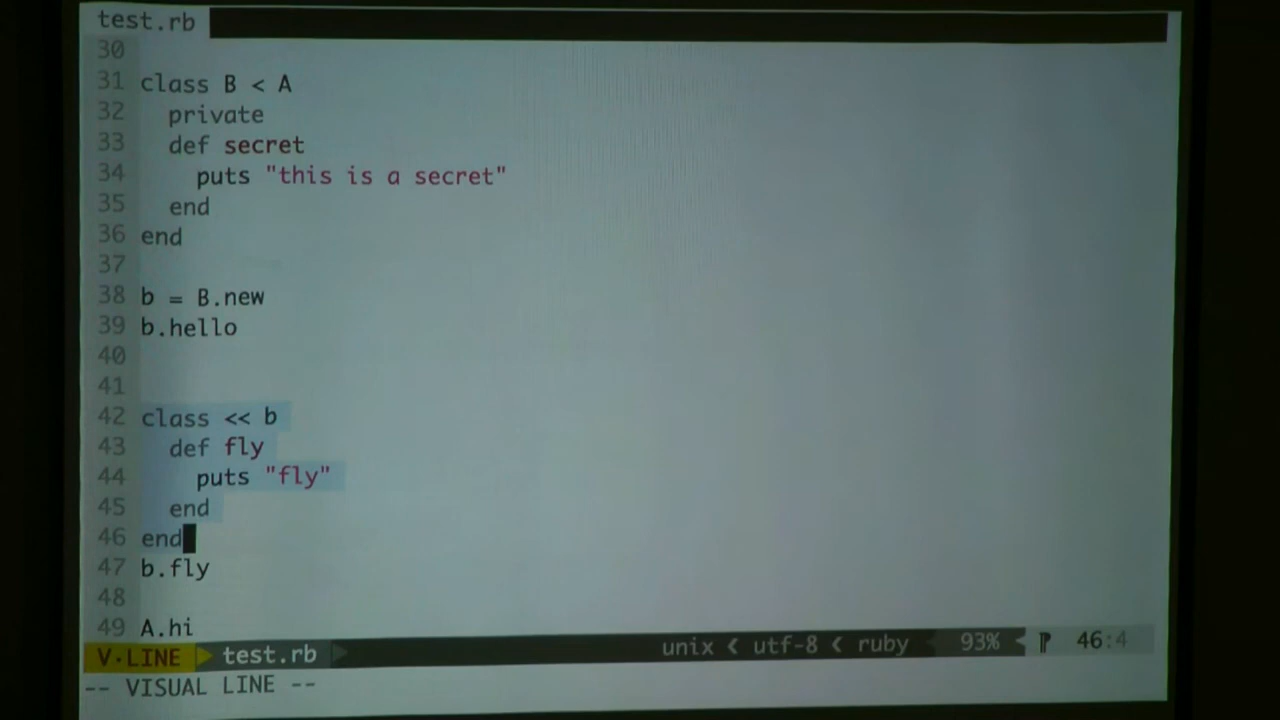 test.rb
30
31 class B < A
32   private
33   def secret
34     puts "this is a secret"
35   end
36 end
37
38 b = B.new
39 b.hello
40
41
42 class << b
43   def fly
44     puts "fly"
45   end
46 end
47 b.fly
48
49 A.hi
V·LINE test.rb unix ❮ utf-8 ❮ ruby 93% 46:4
-- VISUAL LINE --